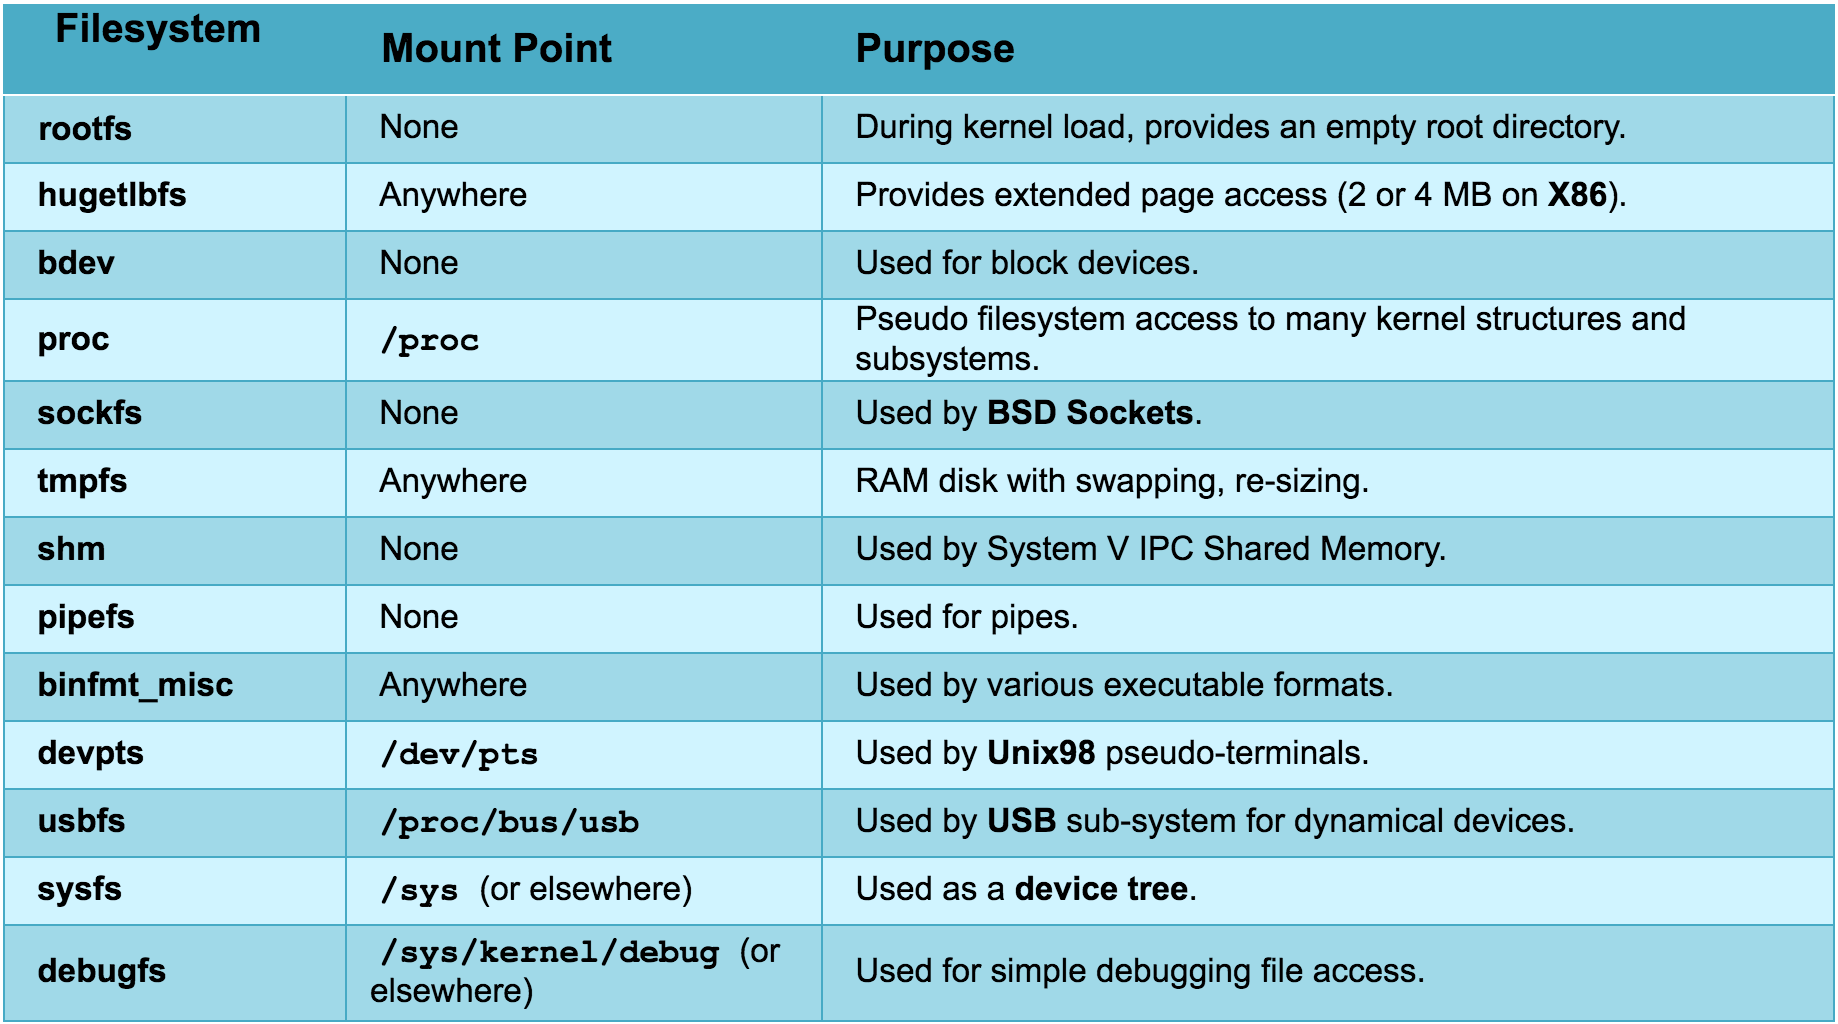 Filesystem Mount Point Purpose
rootfs None During kernel load, provides an empty root directory.
hugetlbfs Anywhere Provides extended page access (2 or 4 MB on X86).
bdev None Used for block devices.
proc /proc Pseudo filesystem access to many kernel structures and
subsystems.
sockfs None Used by BSD Sockets.
tmpfs Anywhere RAM disk with swapping, re-sizing.
shm None Used by System V IPC Shared Memory.
pipefs None Used for pipes.
binfmt_misc Anywhere Used by various executable formats.
devpts /dev/pts Used by Unix98 pseudo-terminals.
usbfs /proc/bus/usb Used by USB sub-system for dynamical devices.
sysfs /sys (or elsewhere) Used as a device tree.
debugfs /sys/kernel/debug (or
elsewhere) Used for simple debugging file access.